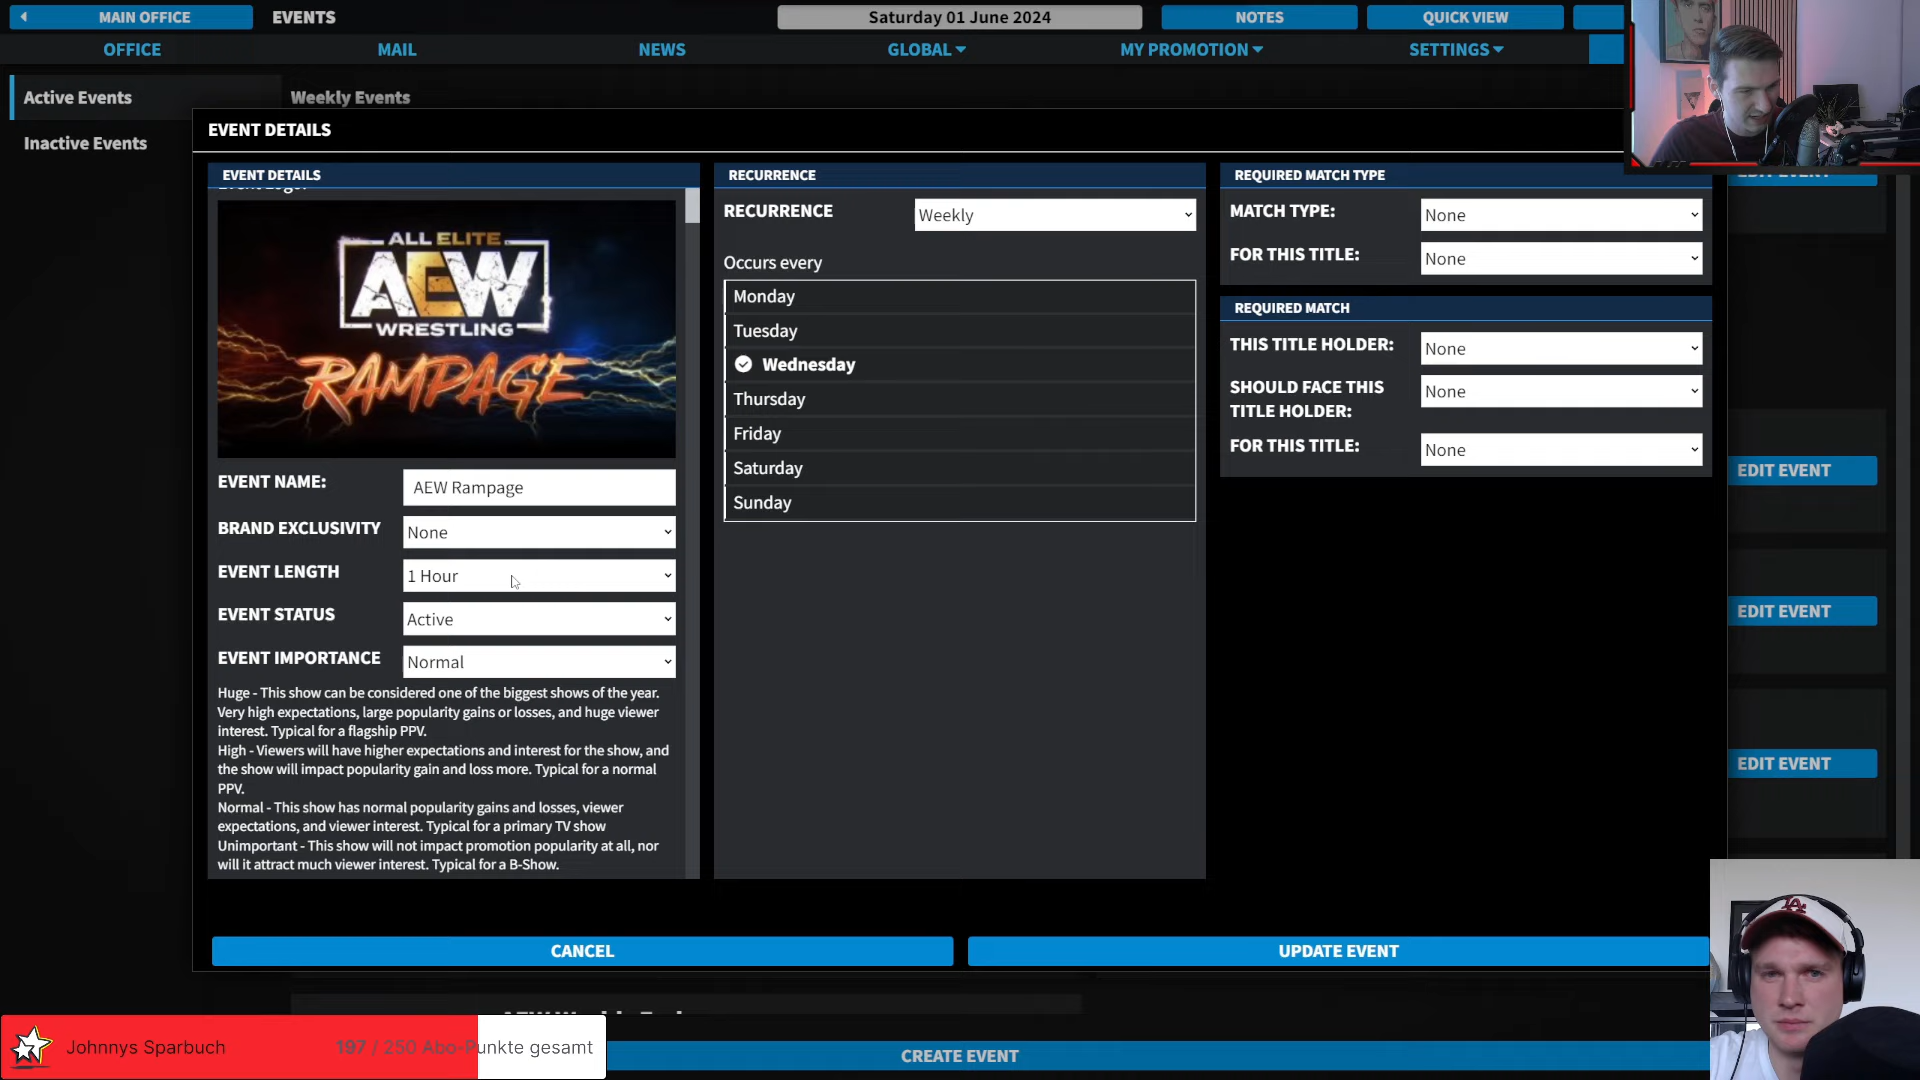 MAIN OFFICE
EVENTS
Saturday 01 June 2024
NOTES
QUICK VIEW
OFFICE
MAIL
NEWS
GLOBAL
MY PROMOTION
SETTINGS
Active Events
Inactive Events
Weekly Events
EVENT DETAILS
EVENT DETAILS
ALL ELITE
AEW
WRESTLING
RAMPAGE
EVENT NAME:
AEW Rampage
BRAND EXCLUSIVITY
None
EVENT LENGTH
1 Hour
EVENT STATUS
Active
EVENT IMPORTANCE
Normal
Huge - This show can be considered one of the biggest shows of the year.
Very high expectations, large popularity gains or losses, and huge viewer
interest. Typical for a flagship PPV.
High - Viewers will have higher expectations and interest for the show, and
the show will impact popularity gain and loss more. Typical for a normal
PPV.
Normal - This show has normal popularity gains and losses, viewer
expectations, and viewer interest. Typical for a primary TV show
Unimportant - This show will not impact promotion popularity at all, nor
will it attract much viewer interest. Typical for a B-Show.
RECURRENCE
RECURRENCE
Weekly
Occurs every
Monday
Tuesday
Wednesday
Thursday
Friday
Saturday
Sunday
REQUIRED MATCH TYPE
MATCH TYPE:
None
FOR THIS TITLE:
None
REQUIRED MATCH
THIS TITLE HOLDER:
None
SHOULD FACE THIS
TITLE HOLDER:
None
FOR THIS TITLE:
None
EDIT EVENT
EDIT EVENT
EDIT EVENT
EDIT EVENT
CANCEL
UPDATE EVENT
CREATE EVENT
Johnnys Sparbuch
197 / 250 Abo-Punkte gesamt
LA